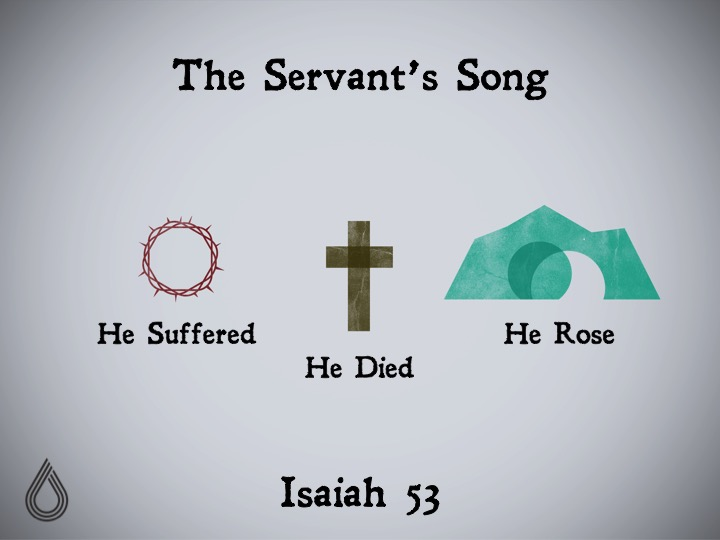 The Servant's Song
He Suffered
He Died
He Rose
Isaiah 53